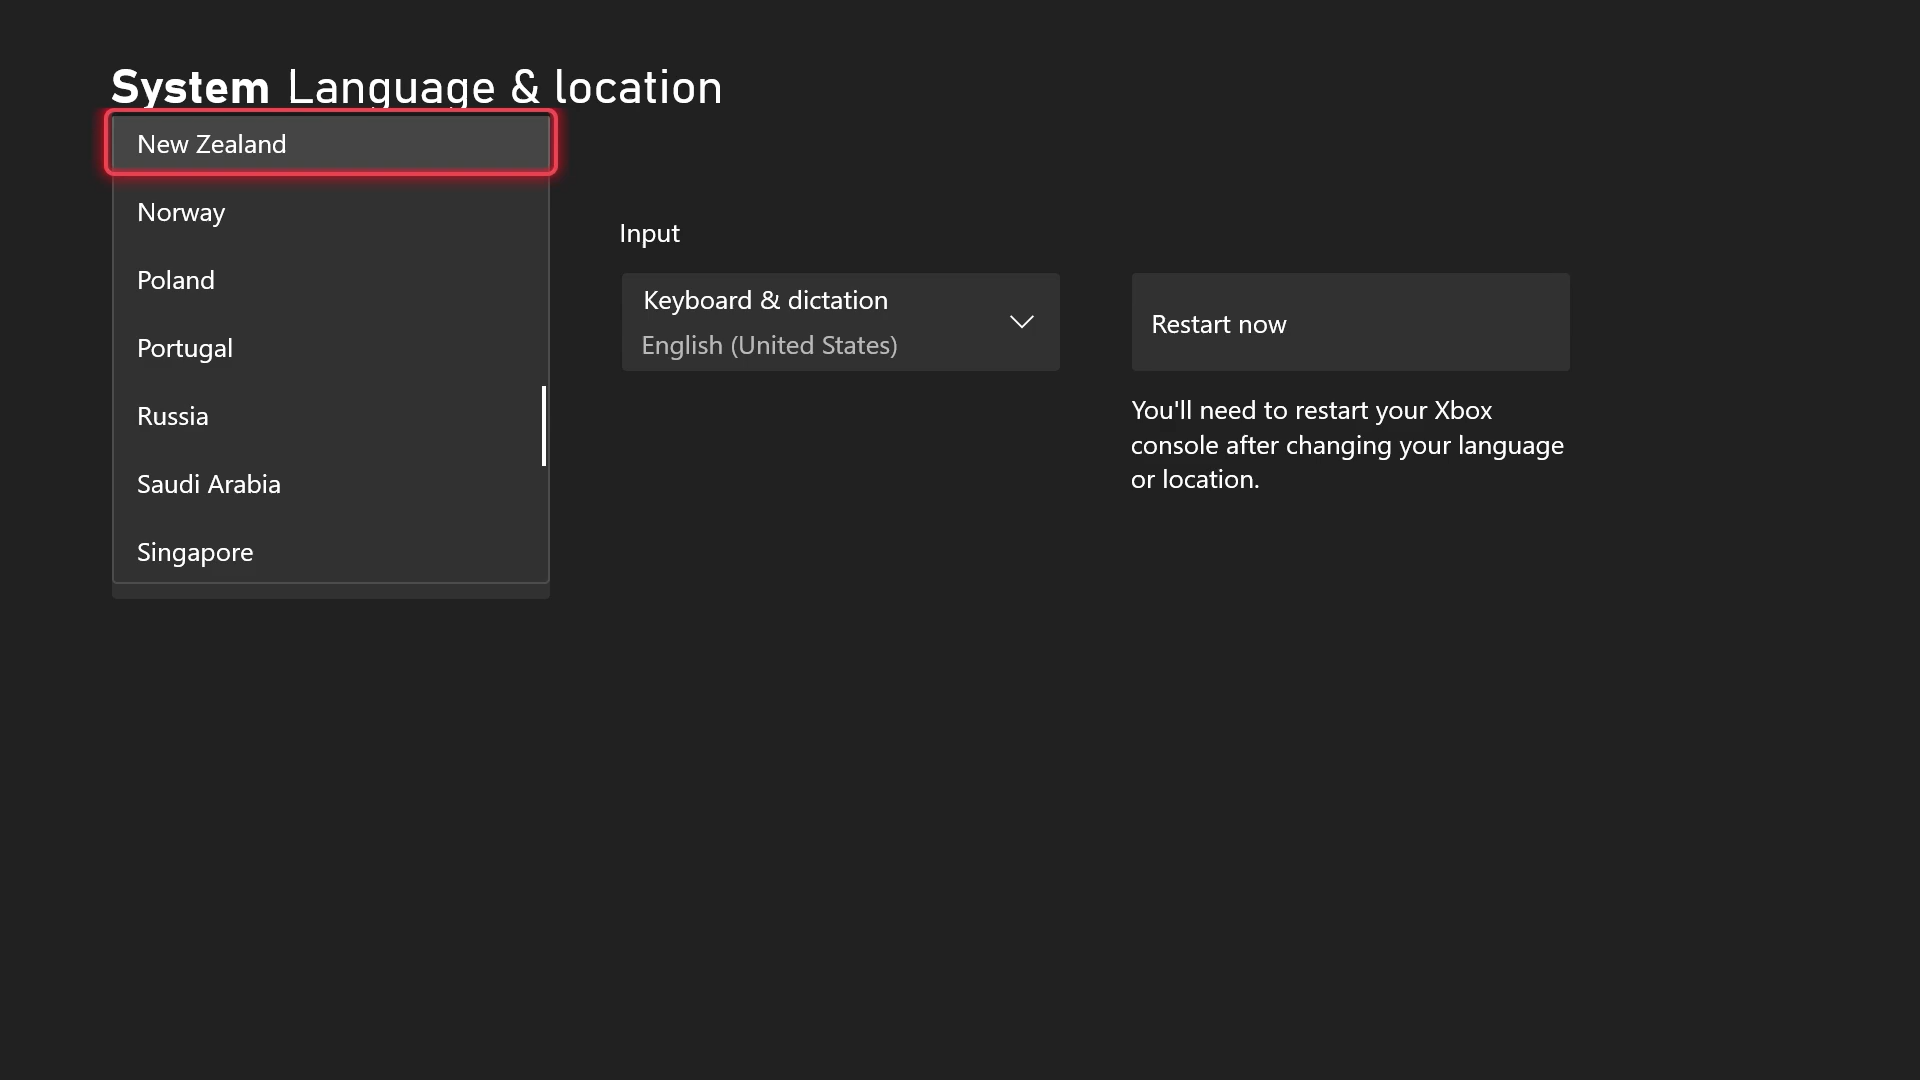 System Language & location
New Zealand
Norway
Poland
Portugal
Russia
Saudi Arabia
Singapore
Input
Keyboard & dictation
English (United States)
Restart now
You'll need to restart your Xbox
console after changing your language
or location.